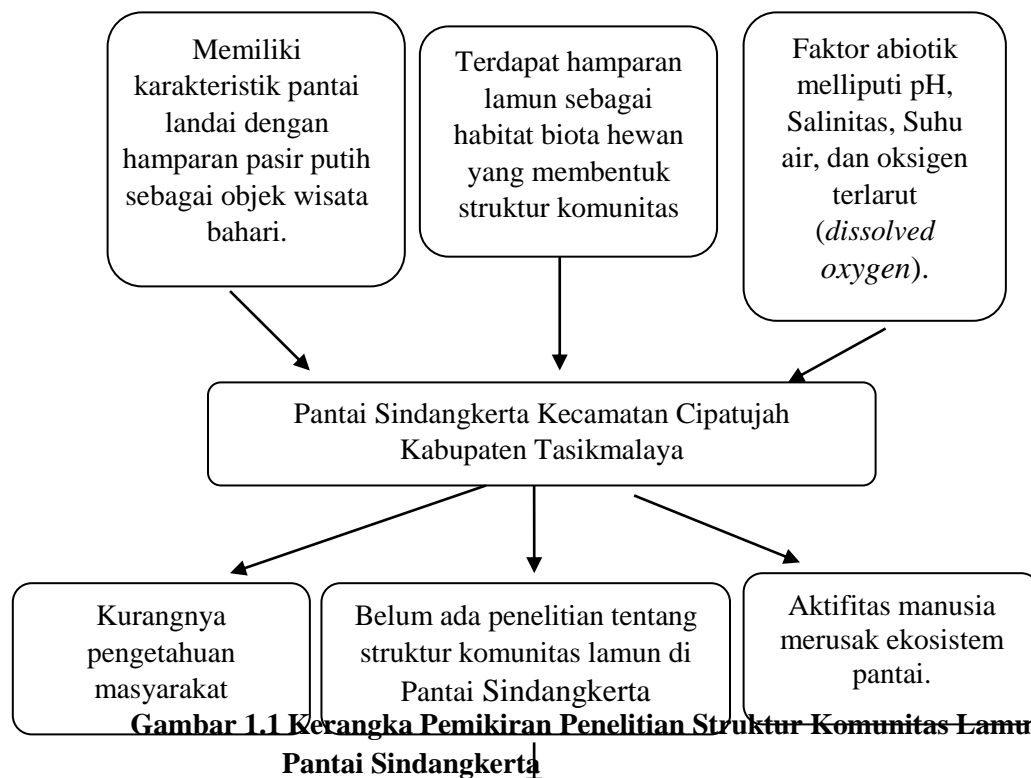 Memiliki
karakteristik pantai
landai dengan
hamparan pasir putih
sebagai objek wisata
bahari.
Terdapat hamparan
lamun sebagai
habitat biota hewan
yang membentuk
struktur komunitas
Faktor abiotik
melliputi pH,
Salinitas, Suhu
air, dan oksigen
terlarut
(dissolved
oxygen).
Pantai Sindangkerta Kecamatan Cipatujah
Kabupaten Tasikmalaya
Kurangnya
pengetahuan
masyarakat
Belum ada penelitian tentang
struktur komunitas lamun di
Pantai Sindangkerta
Aktifitas manusia
merusak ekosistem
pantai.
Gambar 1.1 Kerangka Pemikiran Penelitian Struktur Komunitas
Pantai Sindangkerta